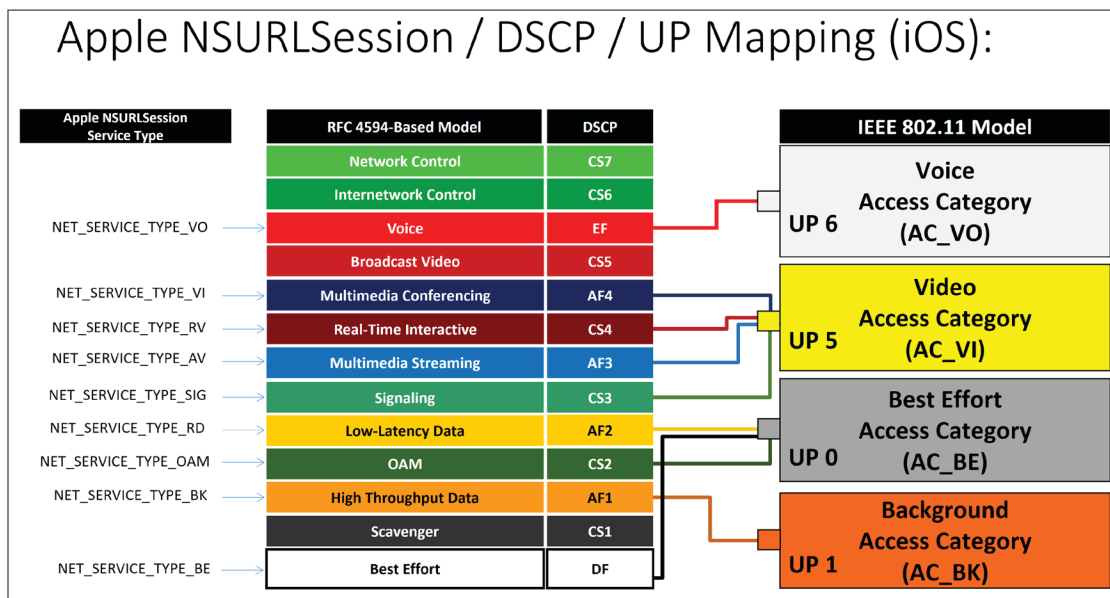 Apple NSURLSession / DSCP / UP Mapping (iOS):
Apple NSURLSession
Service Type
NET_SERVICE_TYPE_VO
NET_SERVICE_TYPE_VI
NET_SERVICE_TYPE_RV
NET_SERVICE_TYPE_AV
NET_SERVICE_TYPE_SIG
NET_SERVICE_TYPE_RD
NET_SERVICE_TYPE_OAM
NET_SERVICE_TYPE_BK
NET_SERVICE_TYPE_BE
RFC 4594-Based Model DSCP
Network Control CS7
Internetwork Control CS6
Voice EF
Broadcast Video CS5
Multimedia Conferencing AF4
Real-Time Interactive CS4
Multimedia Streaming AF3
Signaling CS3
Low-Latency Data AF2
OAM CS2
High Throughput Data AF1
Scavenger CS1
Best Effort DF
IEEE 802.11 Model
Voice
Access Category
UP 6
(AC_VO)
Video
Access Category
UP 5
(AC_VI)
Best Effort
Access Category
UP 0
(AC_BE)
Background
Access Category
UP 1
(AC_BK)